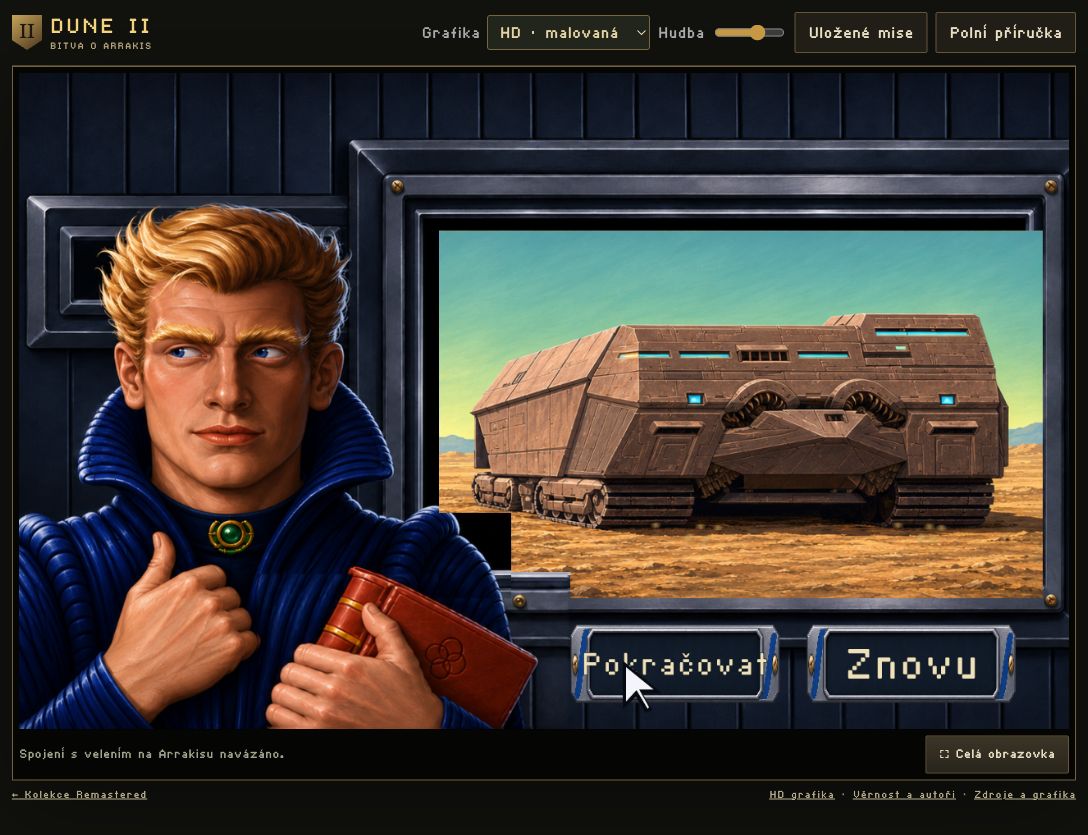 II
DUNE II
BITVA O ARRAKIS
Grafika
HD · malovaná
Hudba
Uložené mise
Polní příručka
Pokračovat
Znovu
Spojení s velením na Arrakisu navázáno.
Celá obrazovka
← Kolekce Remastered
HD grafika · Věrnost a autoři · Zdroje a grafika